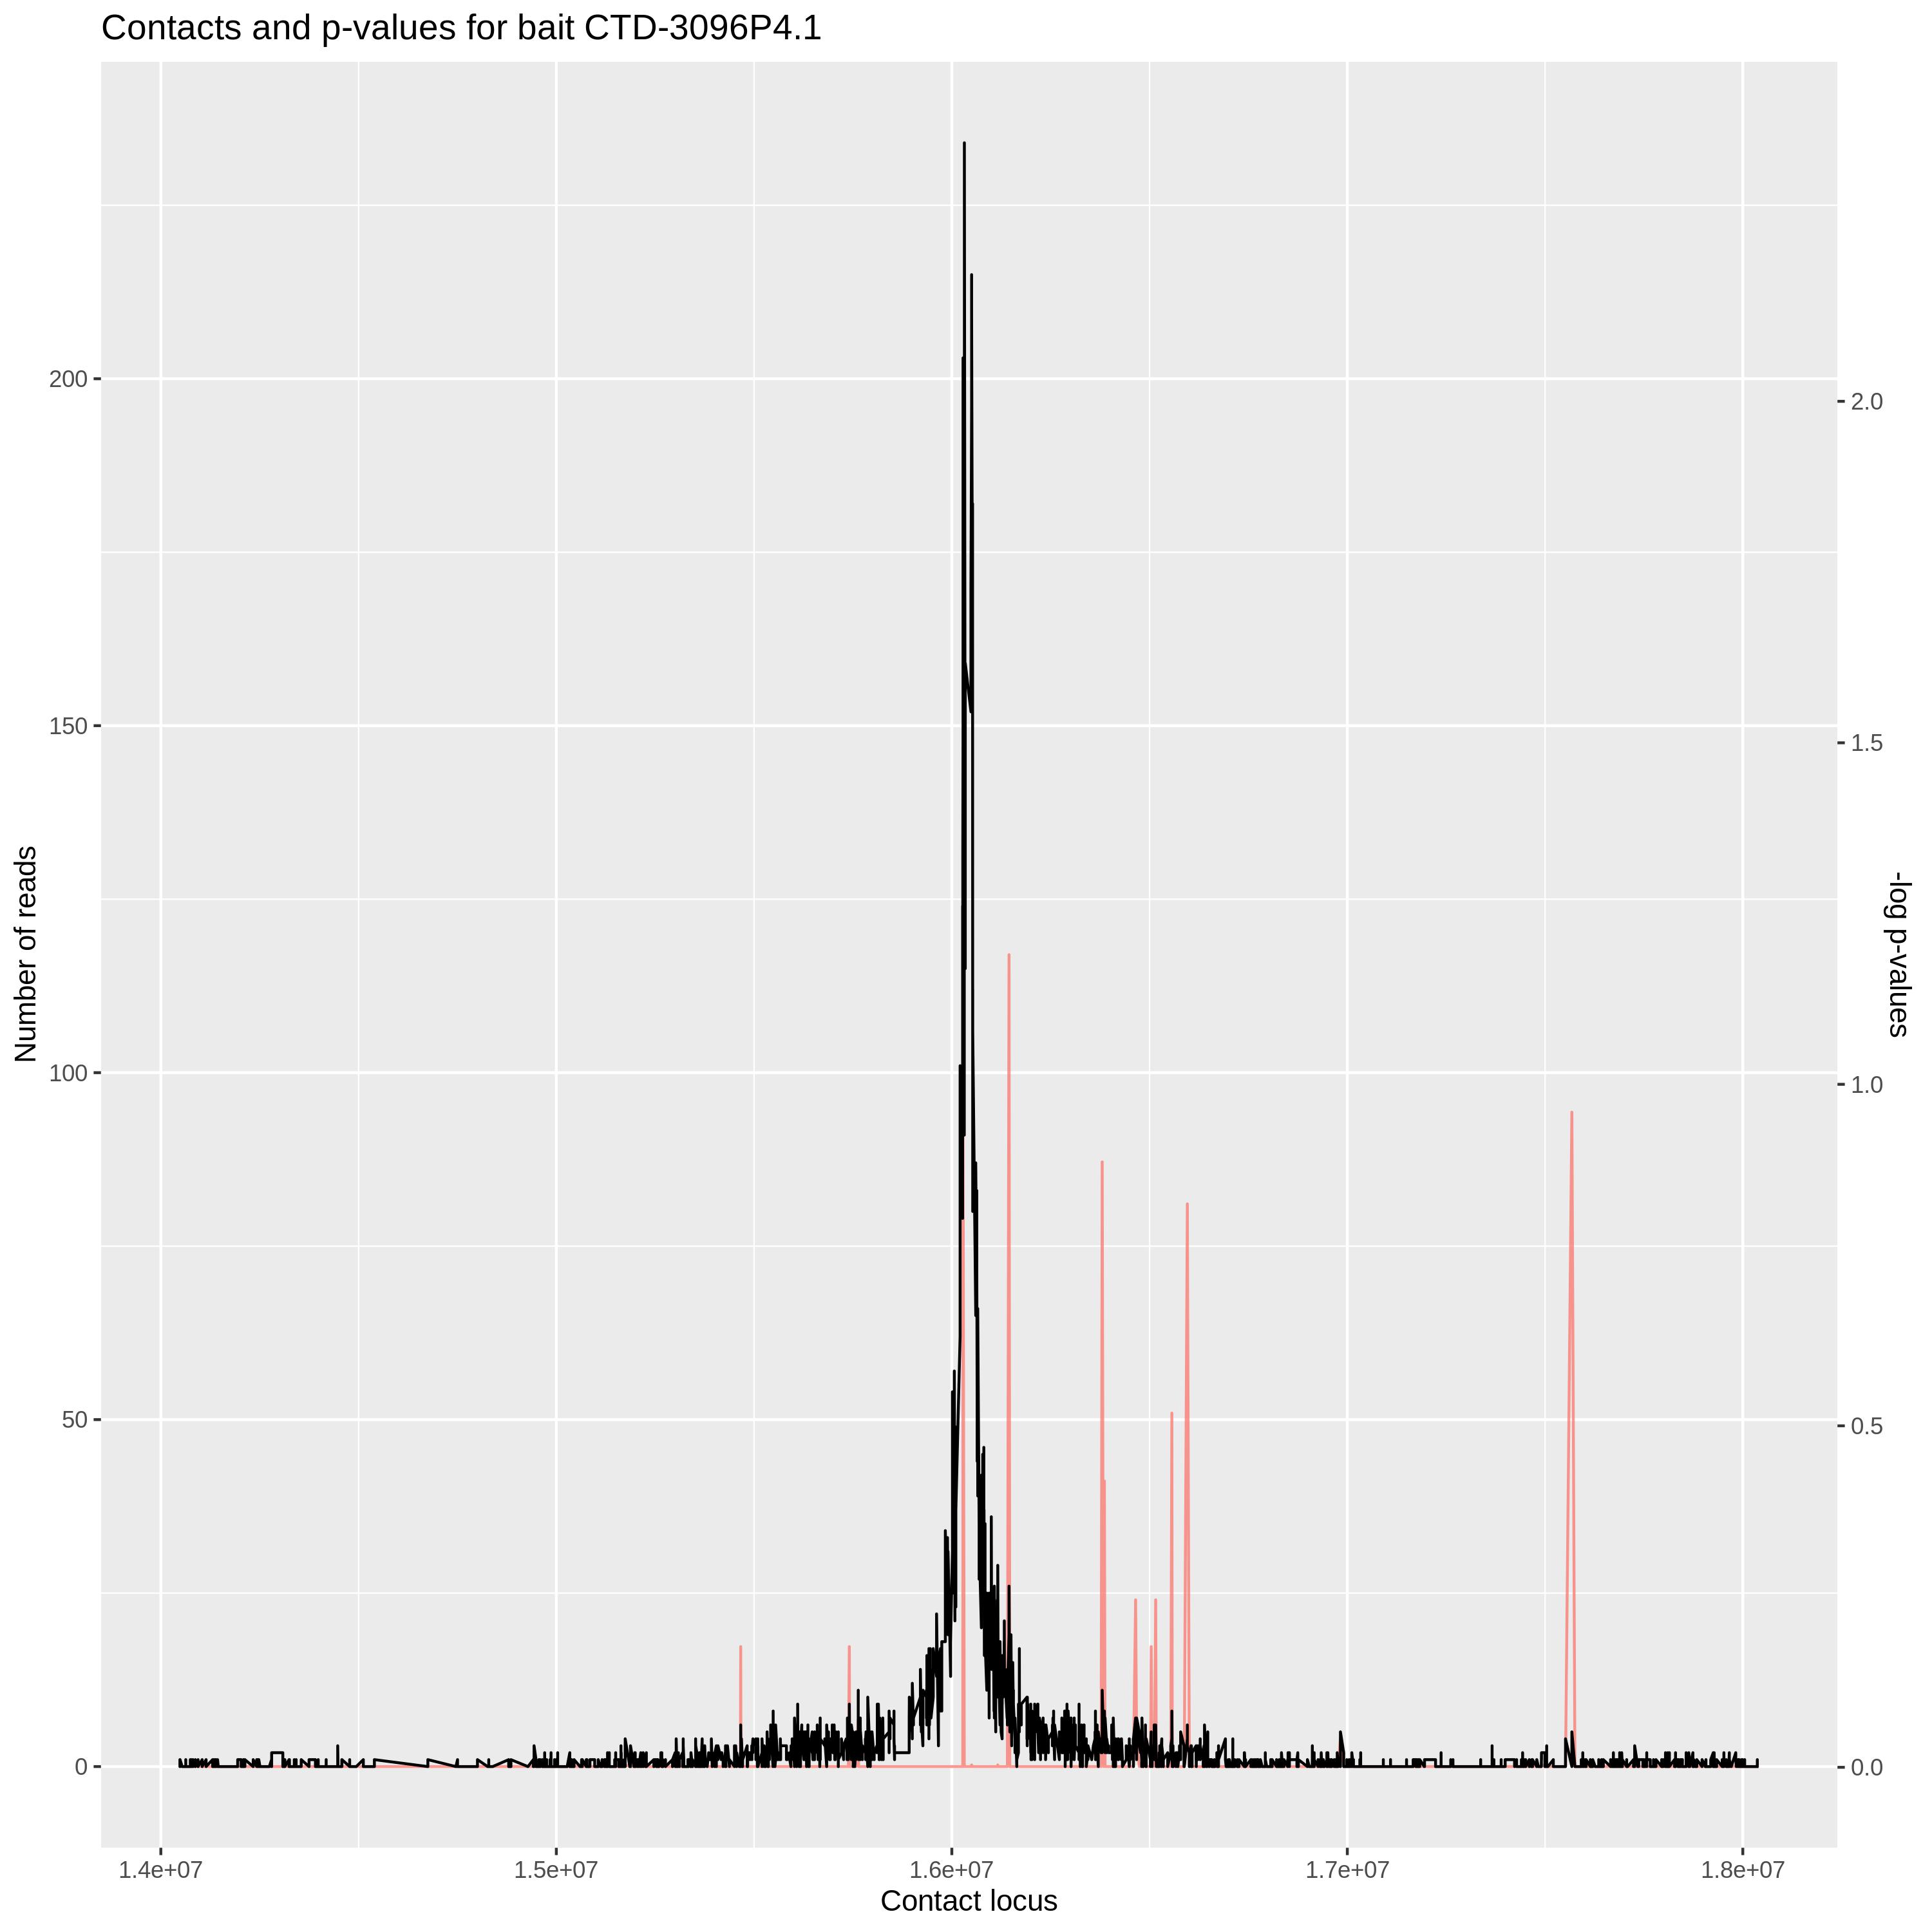 Contacts and p-values for bait CTD-3096P4.1
Number of reads
200
150
100
50
0
2.0
1.5
1.0
0.5
0.0
-log p-values
1.4e+07 1.5e+07 1.6e+07 1.7e+07 1.8e+07
Contact locus